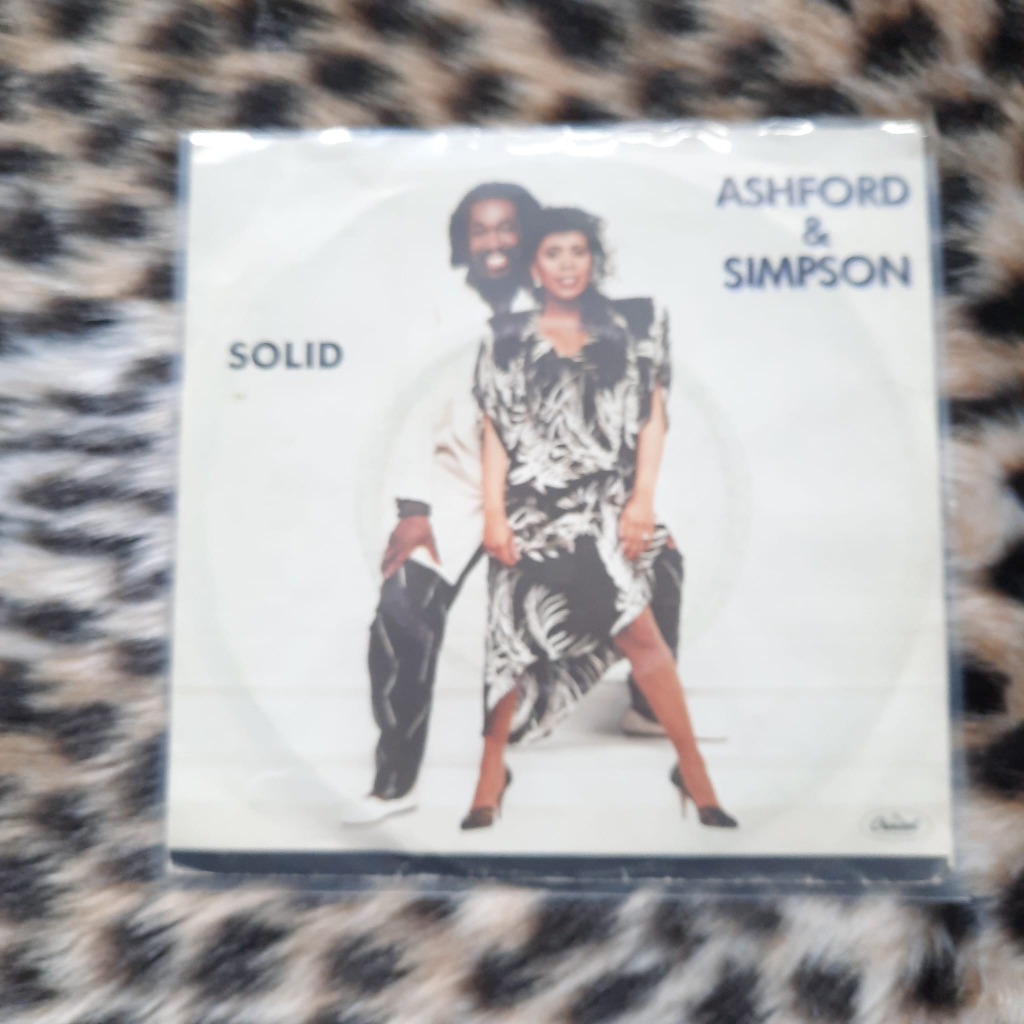 ASHFORD
&
SIMPSON
SOLID
Capitol